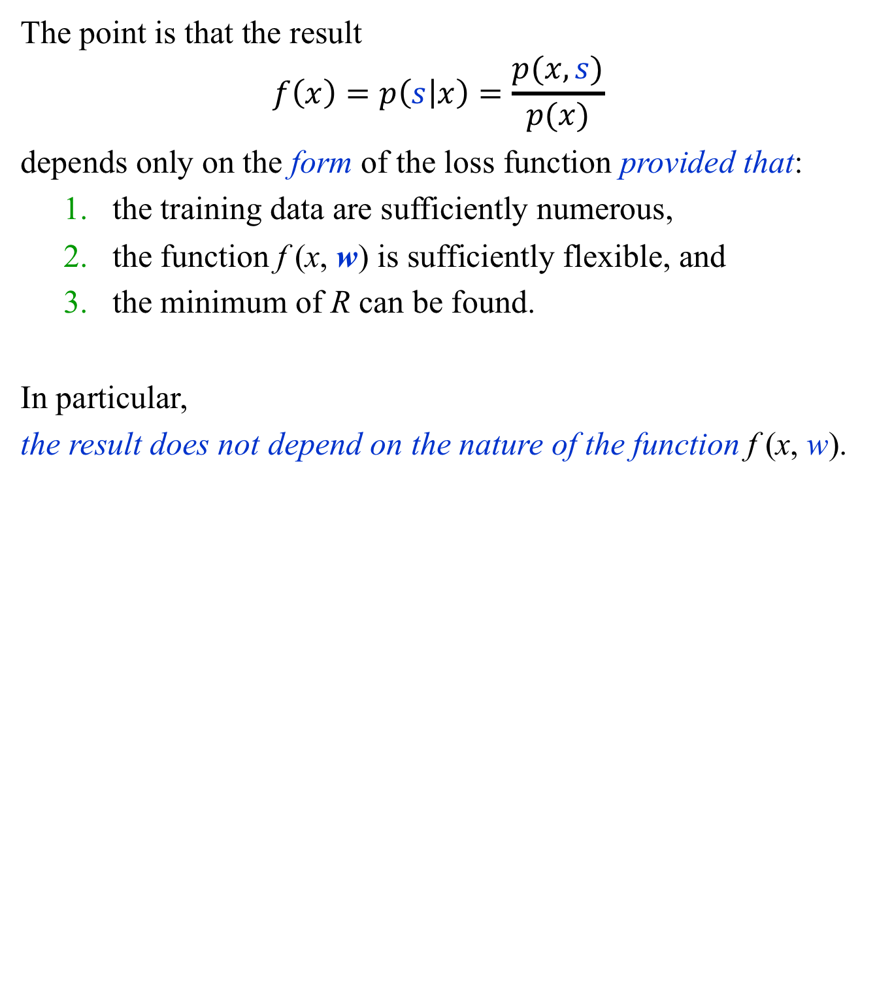 The point is that the result
f(x) = p(s|x) = p(x, s) / p(x)
depends only on the form of the loss function provided that:
1. the training data are sufficiently numerous,
2. the function f (x, w) is sufficiently flexible, and
3. the minimum of R can be found.
In particular,
the result does not depend on the nature of the function f (x, w).